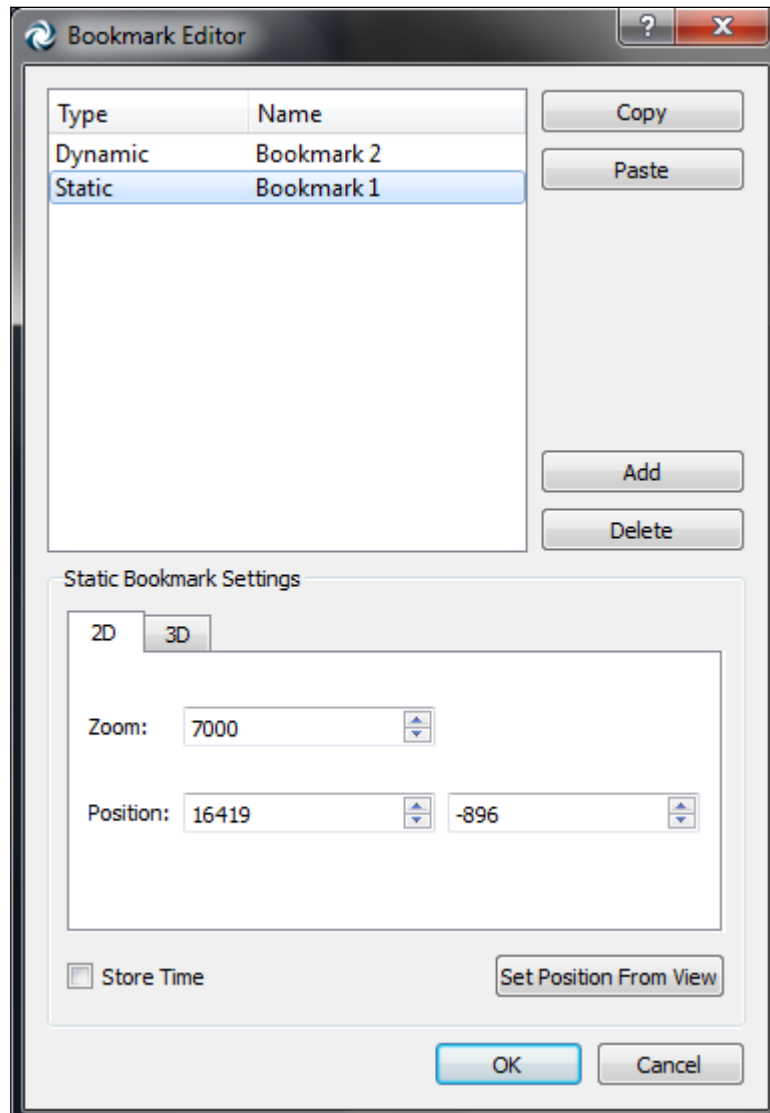 Bookmark Editor
?
Type Name
Copy
Dynamic Bookmark 2
Paste
Static Bookmark 1
Add
Delete
Static Bookmark Settings
2D 3D
Zoom: 7000
Position: 16419 -896
Store Time Set Position From View
OK Cancel